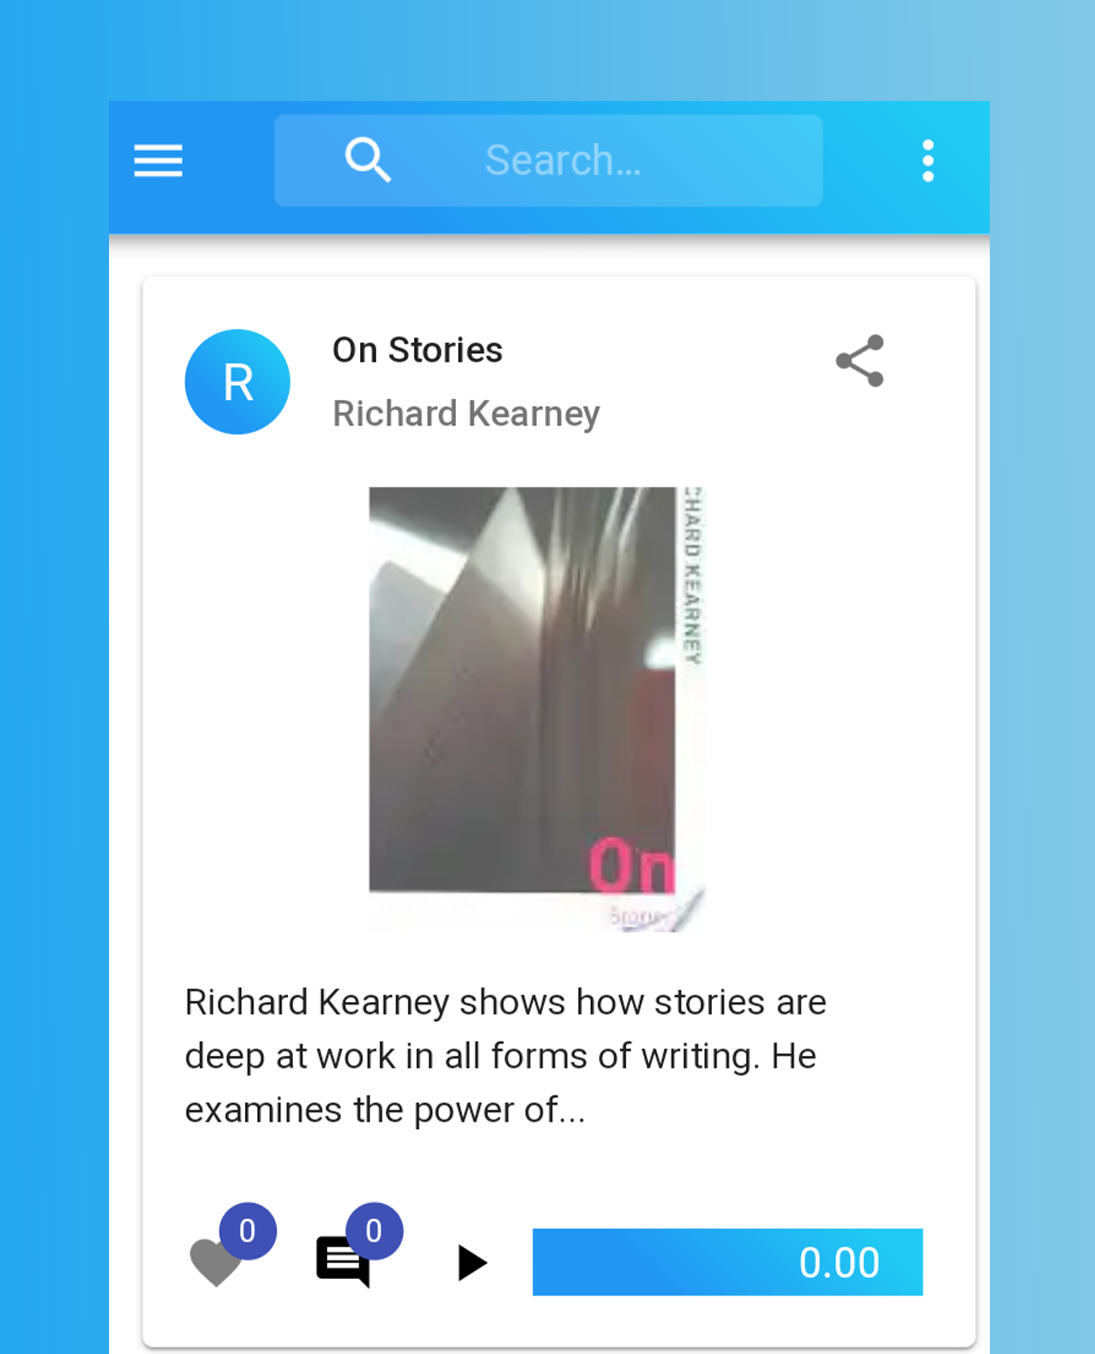 Search...
R
On Stories
Richard Kearney
CHARD KEARNEY
On
Stories
Richard Kearney shows how stories are
deep at work in all forms of writing. He
examines the power of...
0
0
0.00